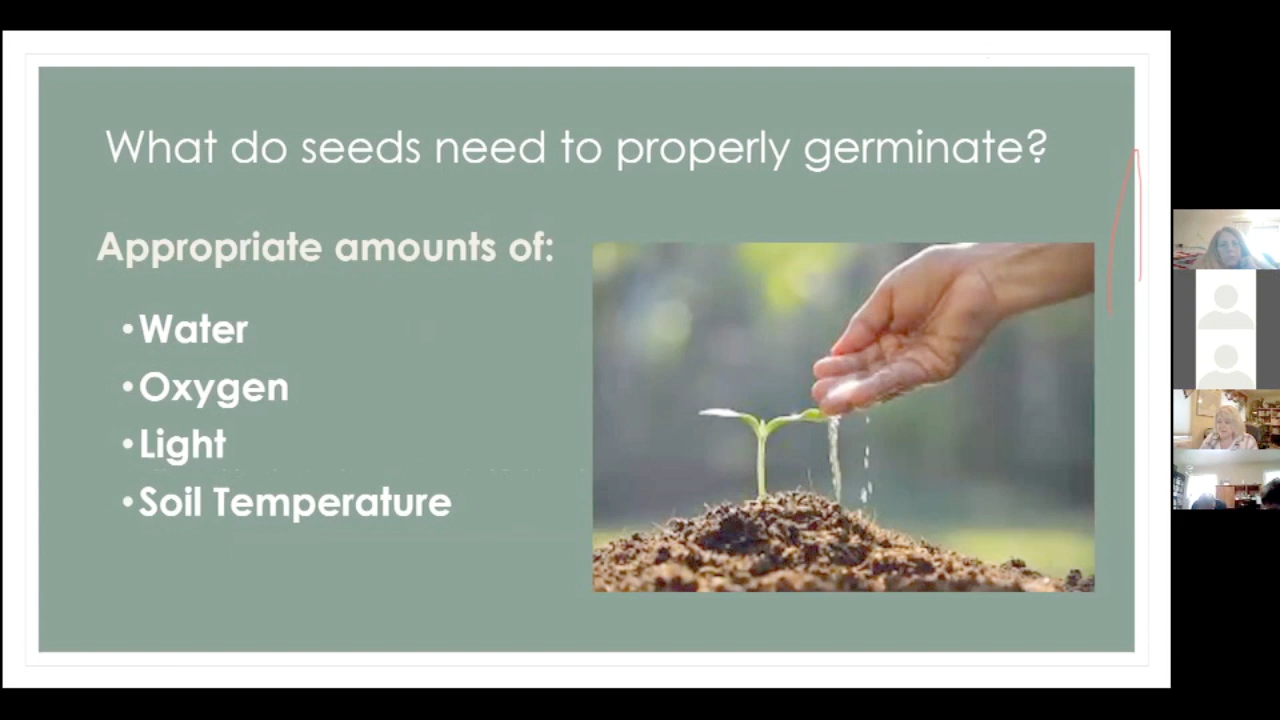 What do seeds need to properly germinate?
Appropriate amounts of:
•Water
•Oxygen
•Light
•Soil Temperature